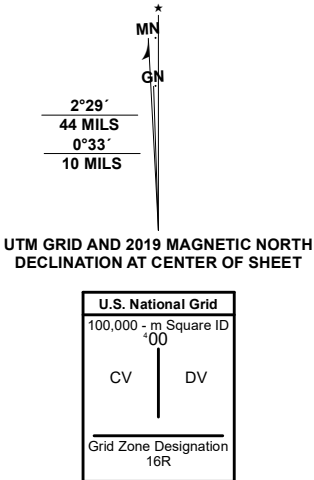 MN
GN
2°29´
44 MILS
0°33´
10 MILS
UTM GRID AND 2019 MAGNETIC NORTH
DECLINATION AT CENTER OF SHEET
U.S. National Grid
100,000 - m Square ID
⁴00
CV DV
Grid Zone Designation
16R